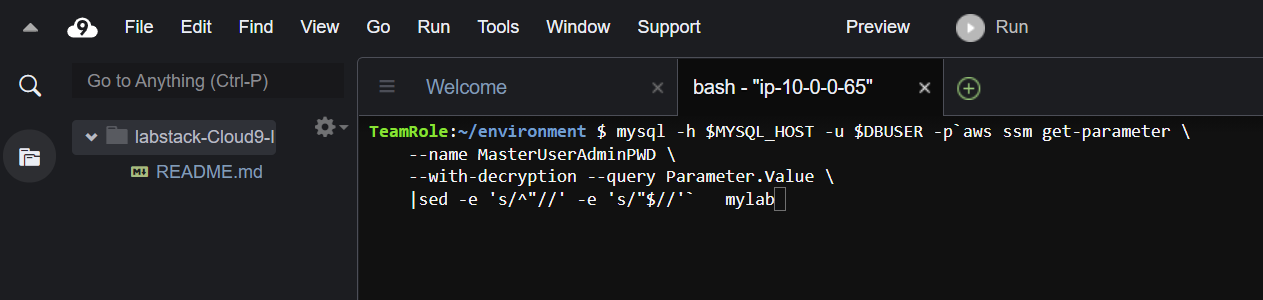 9 File Edit Find View Go Run Tools Window Support Preview Run
Go to Anything (Ctrl-P)
labstack-Cloud9-I
README.md
Welcome
bash - "ip-10-0-0-65"
TeamRole:~/environment $ mysql -h $MYSQL_HOST -u $DBUSER -p`aws ssm get-parameter \
--name MasterUserAdminPWD \
--with-decryption --query Parameter.Value \
|sed -e 's/^"//' -e 's/"$//'`   mylab